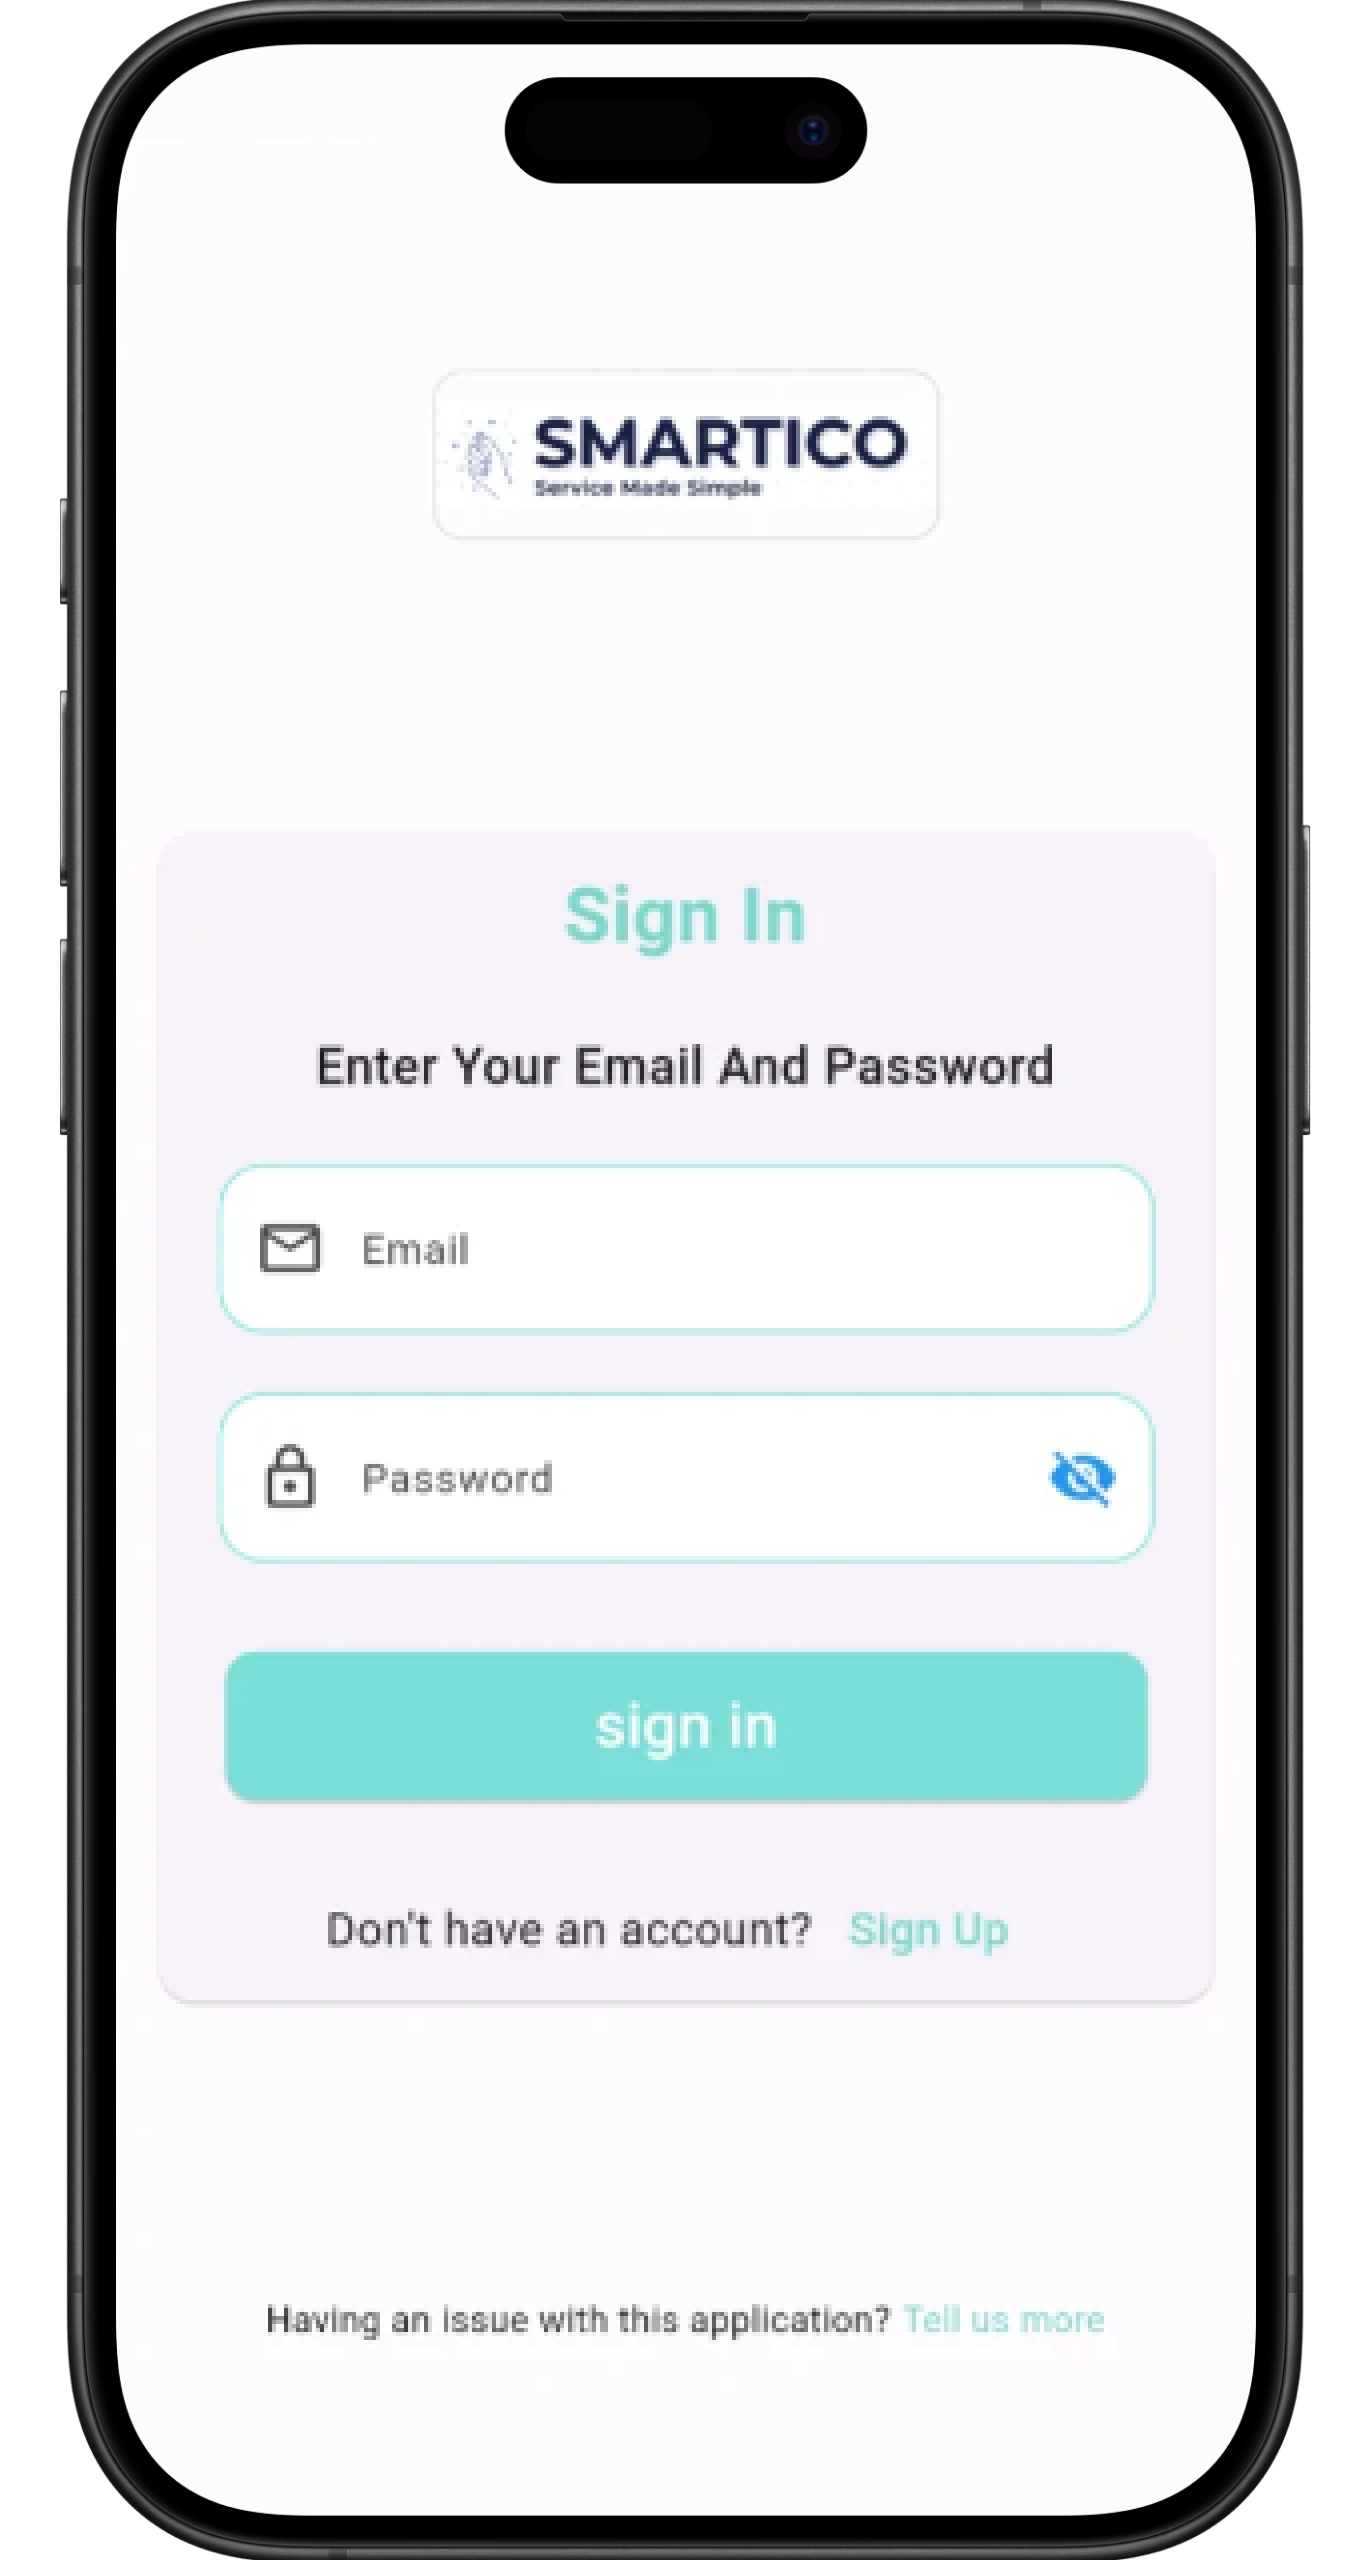 SMARTICO
Service Made Simple
Sign In
Enter Your Email And Password
Email
Password
sign in
Don't have an account? Sign Up
Having an issue with this application? Tell us more